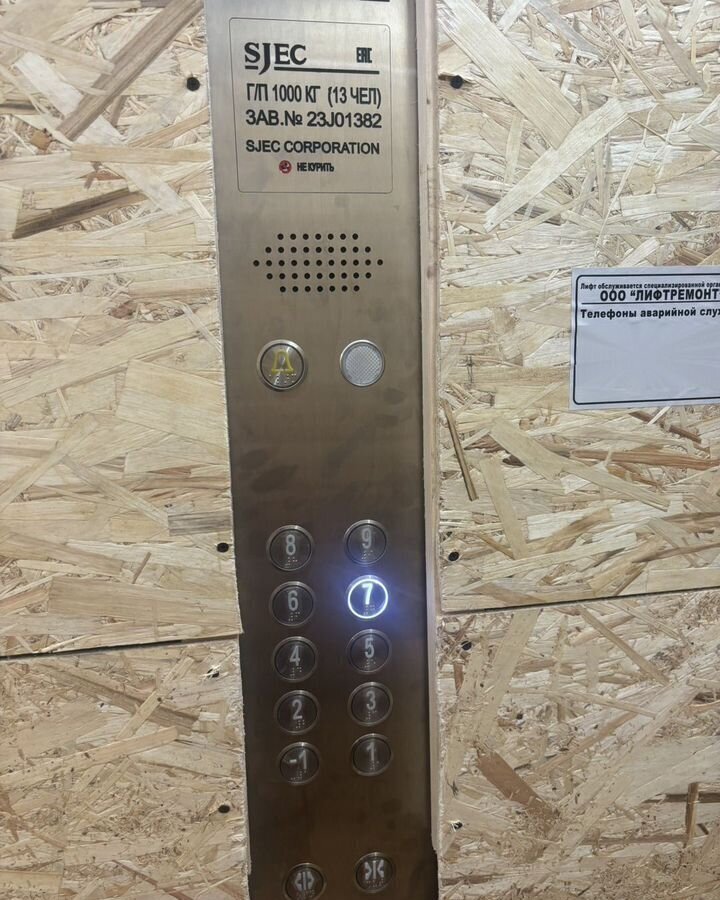 SJEC EAC
Г/П 1000 КГ (13 ЧЕЛ)
ЗАВ.№ 23J01382
SJEC CORPORATION
НЕ КУРИТЬ
Лифт обслуживается специализированной орга
ООО "ЛИФТРЕМОНТ
Телефоны аварийной слу
8 9
6 7
4 5
2 3
-1 1